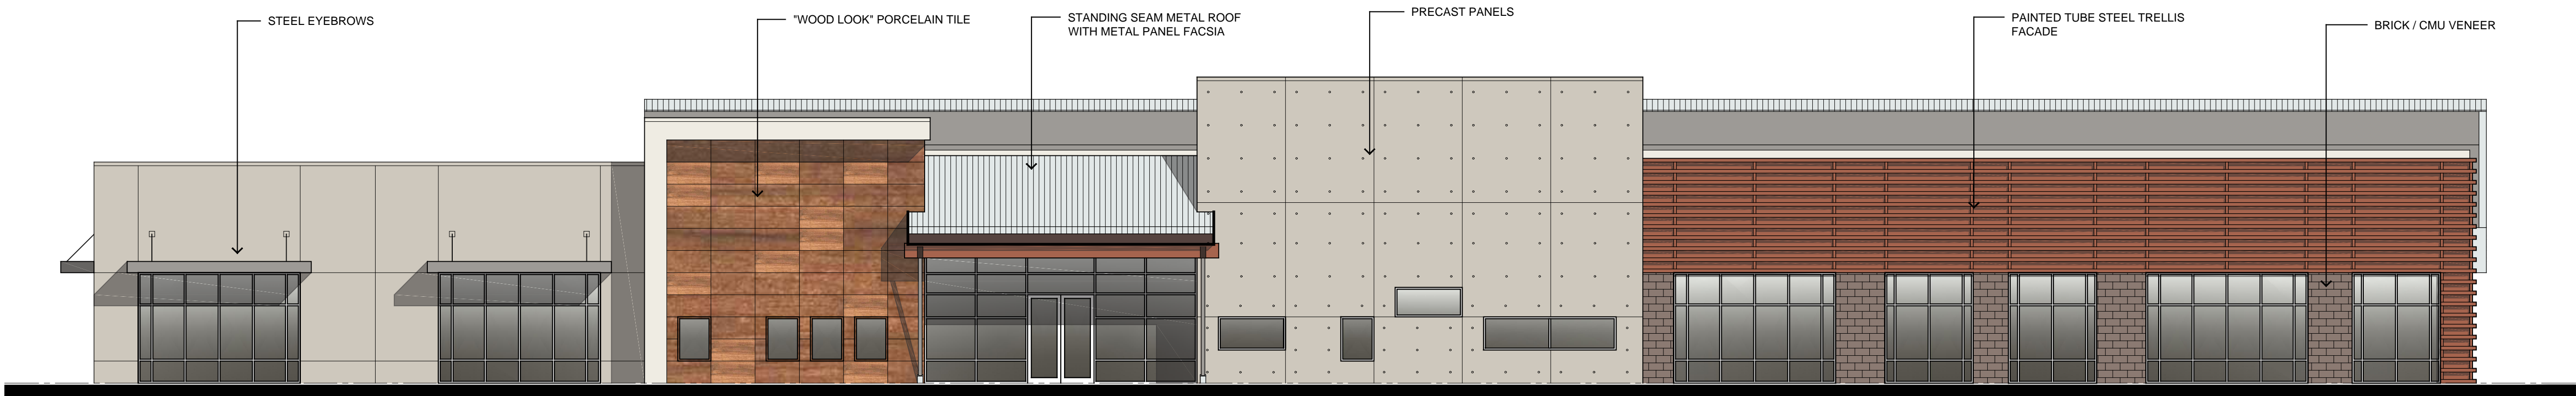 STEEL EYEBROWS
"WOOD LOOK" PORCELAIN TILE
STANDING SEAM METAL ROOF
WITH METAL PANEL FACSIA
PRECAST PANELS
PAINTED TUBE STEEL TRELLIS
FACADE
BRICK / CMU VENEER